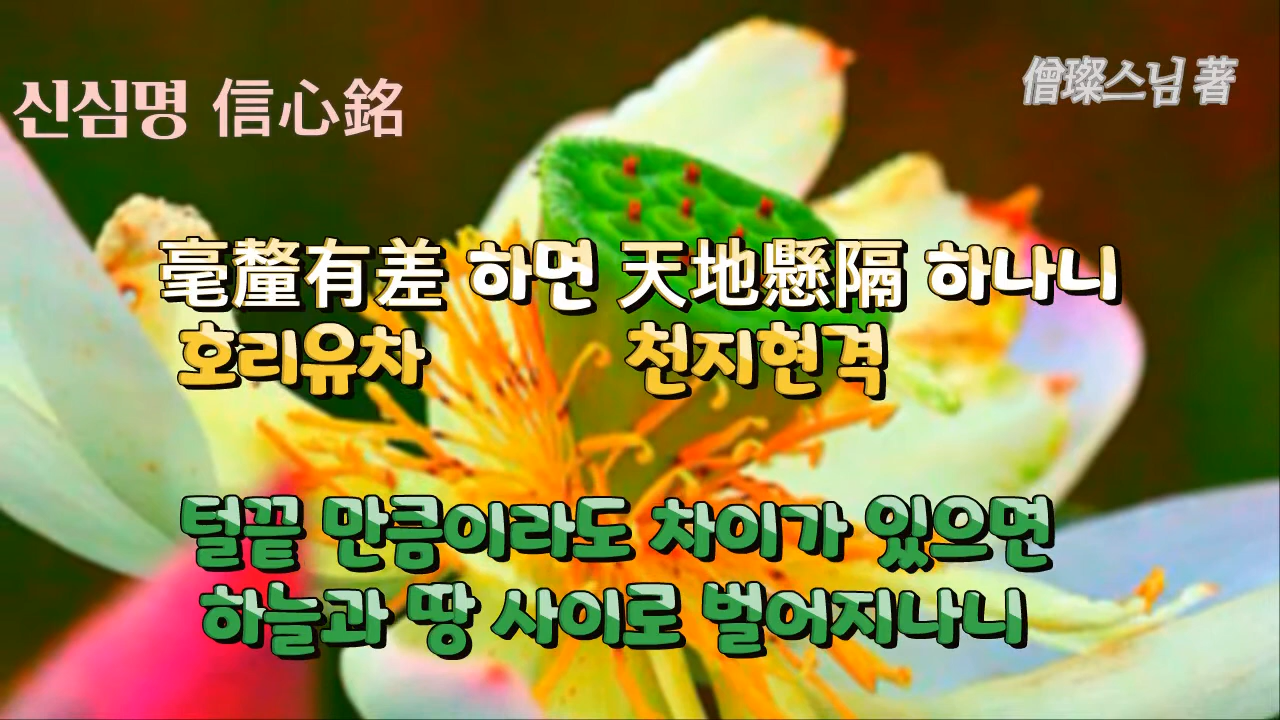 신심명 信心銘
僧璨스님 著
毫釐有差 하면 天地懸隔 하나니
호리유차 천지현격
털끝 만큼이라도 차이가 있으면
하늘과 땅 사이로 벌어지나니